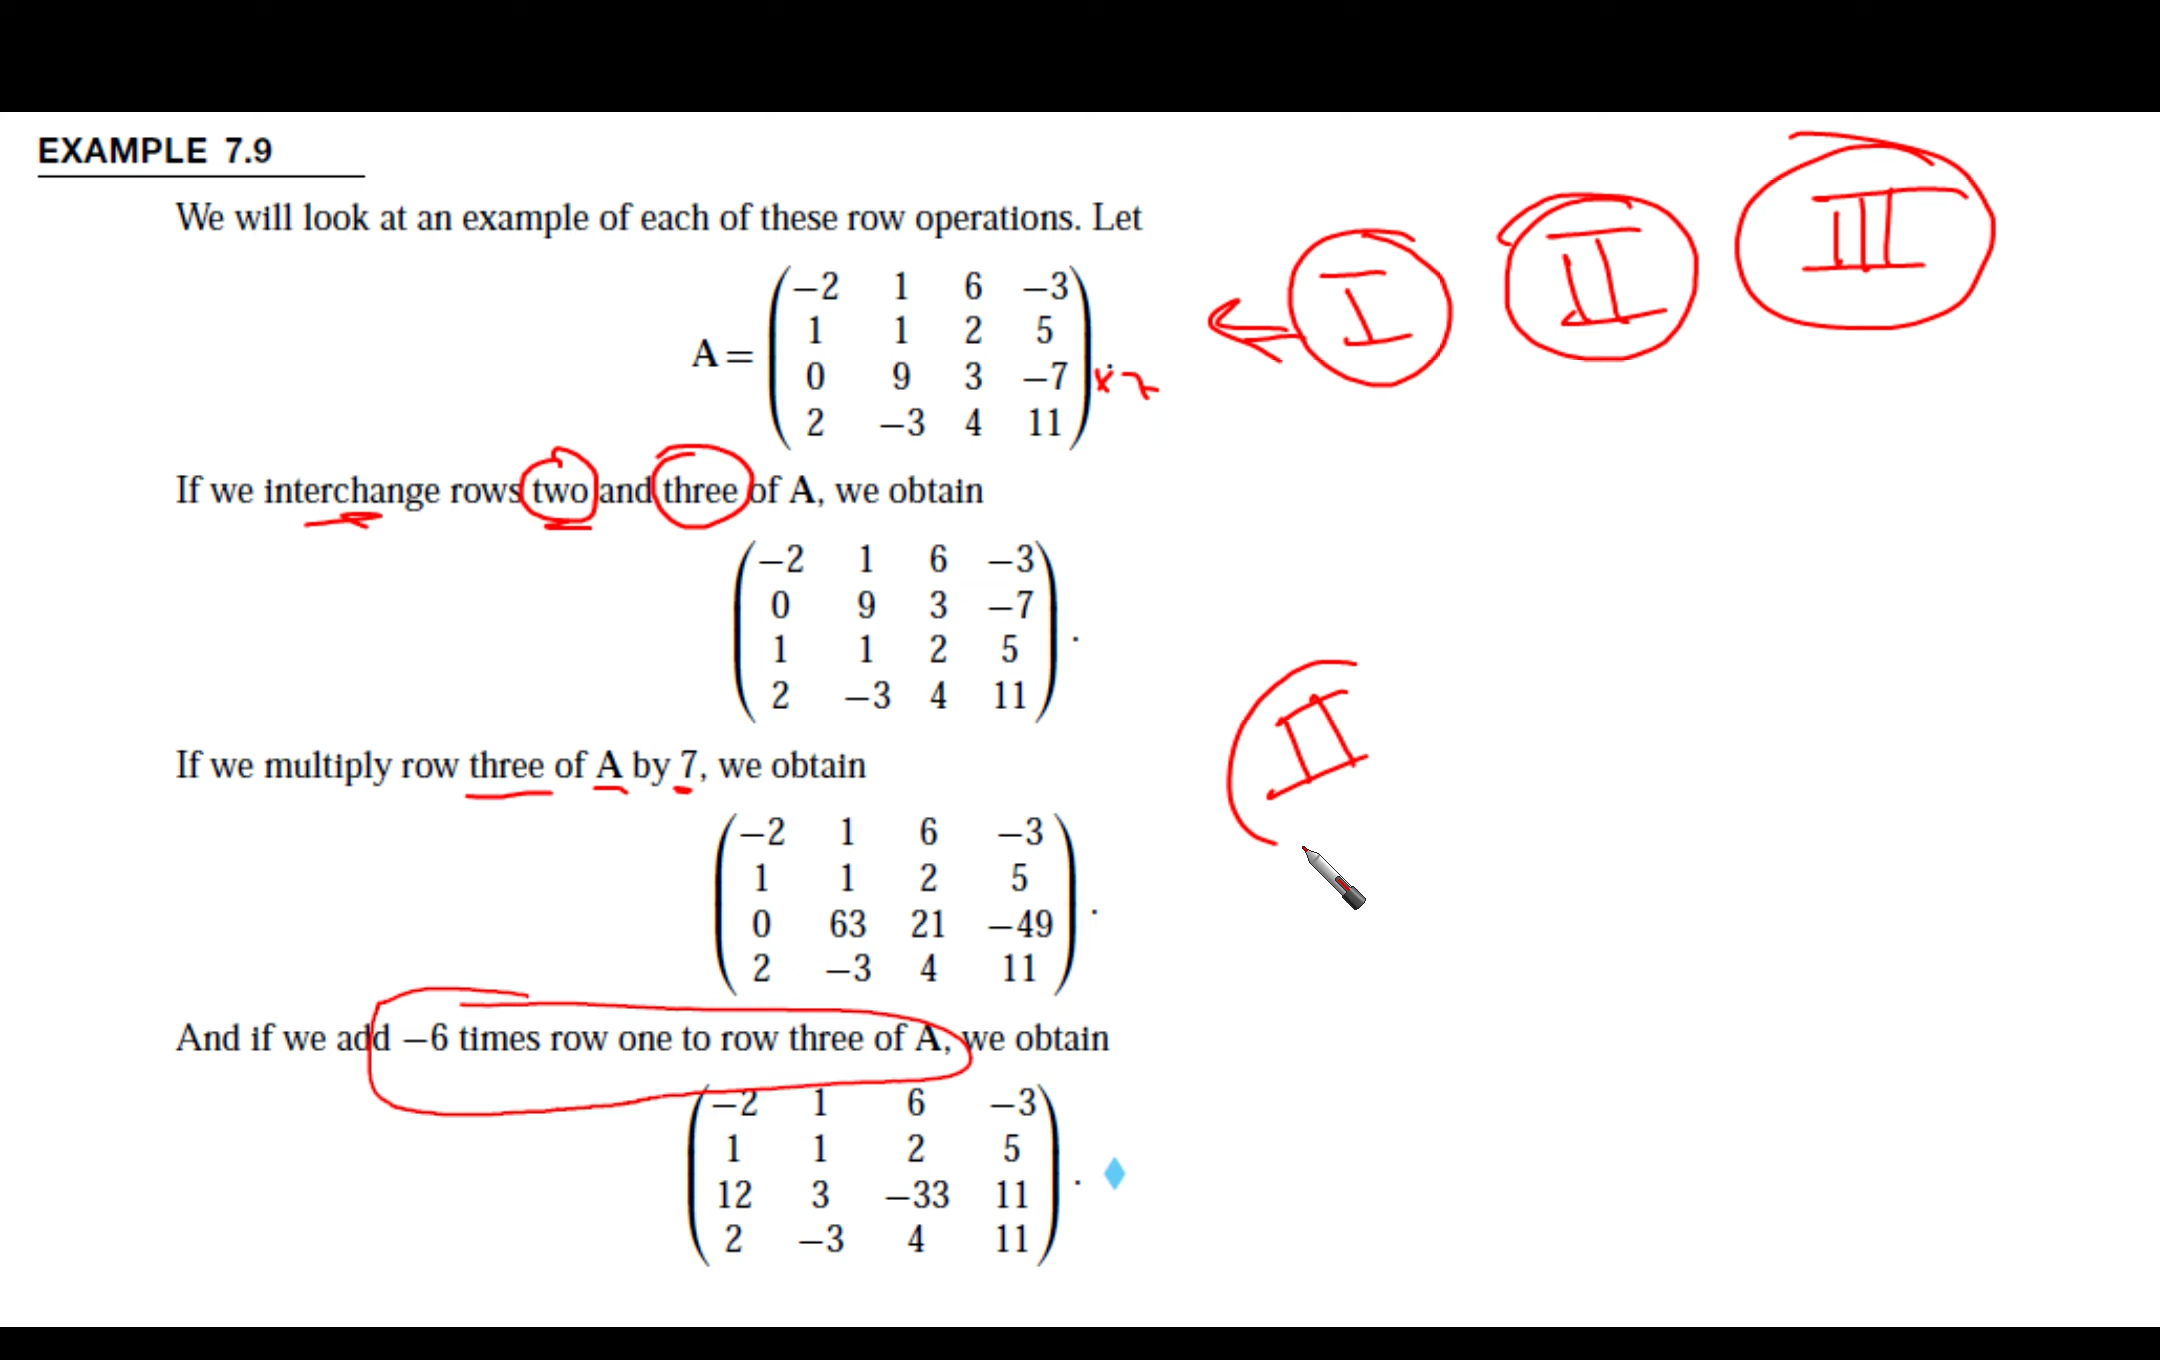 EXAMPLE 7.9
We will look at an example of each of these row operations. Let
I II III
A = 
−2 1 6 −3
1 1 2 5
0 9 3 −7
2 −3 4 11
.
If we interchange rows two and three of A, we obtain
−2 1 6 −3
0 9 3 −7
1 1 2 5
2 −3 4 11
.
If we multiply row three of A by 7, we obtain
II
−2 1 6 −3
1 1 2 5
0 63 21 −49
2 −3 4 11
.
And if we add −6 times row one to row three of A, we obtain
−2 1 6 −3
1 1 2 5
12 3 −33 11
2 −3 4 11
.